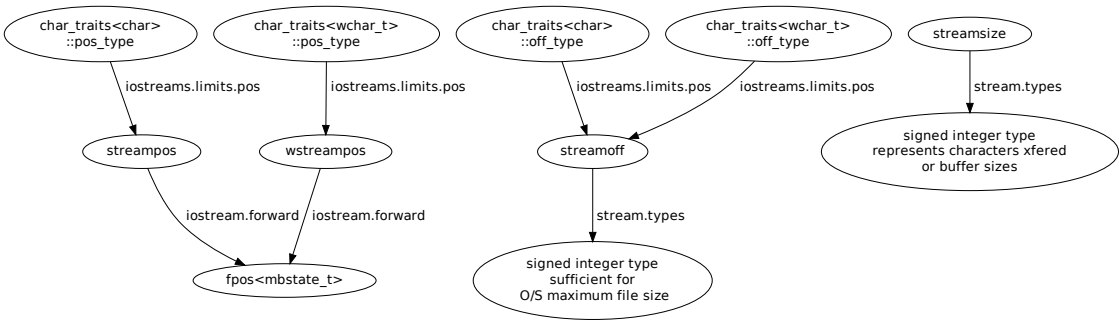 char_traits<char>
::pos_type
char_traits<wchar_t>
::pos_type
char_traits<char>
::off_type
char_traits<wchar_t>
::off_type
streamsize
iostreams.limits.pos
iostreams.limits.pos
iostreams.limits.pos
iostreams.limits.pos
stream.types
streampos
wstreampos
streamoff
signed integer type
represents characters xfered
or buffer sizes
iostream.forward
iostream.forward
stream.types
fpos<mbstate_t>
signed integer type
sufficient for
O/S maximum file size